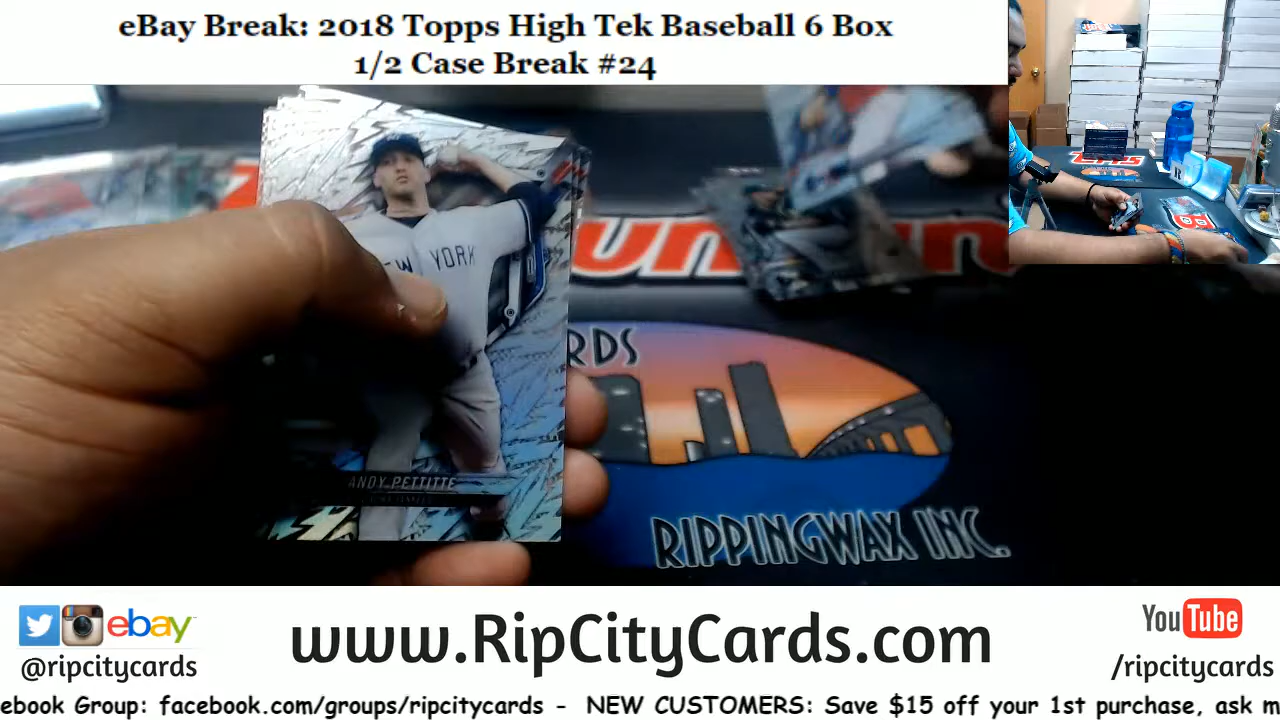 eBay Break: 2018 Topps High Tek Baseball 6 Box
1/2 Case Break #24
YORK
RDS
ANDY PETTITTE
RIPPINGWAX INC.
ebay
@ripcitycards
www.RipCityCards.com
YouTube
/ripcitycards
ebook Group: facebook.com/groups/ripcitycards - NEW CUSTOMERS: Save $15 off your 1st purchase, ask m